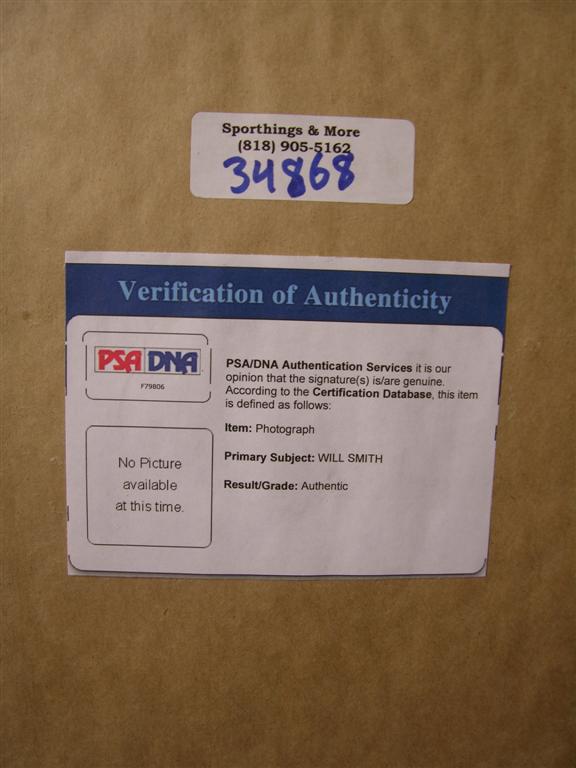 Sporthings & More
(818) 905-5162
34868
Verification of Authenticity
PSA DNA
F79806
No Picture
available
at this time.
PSA/DNA Authentication Services it is our
opinion that the signature(s) is/are genuine.
According to the Certification Database, this item
is defined as follows:
Item: Photograph
Primary Subject: WILL SMITH
Result/Grade: Authentic